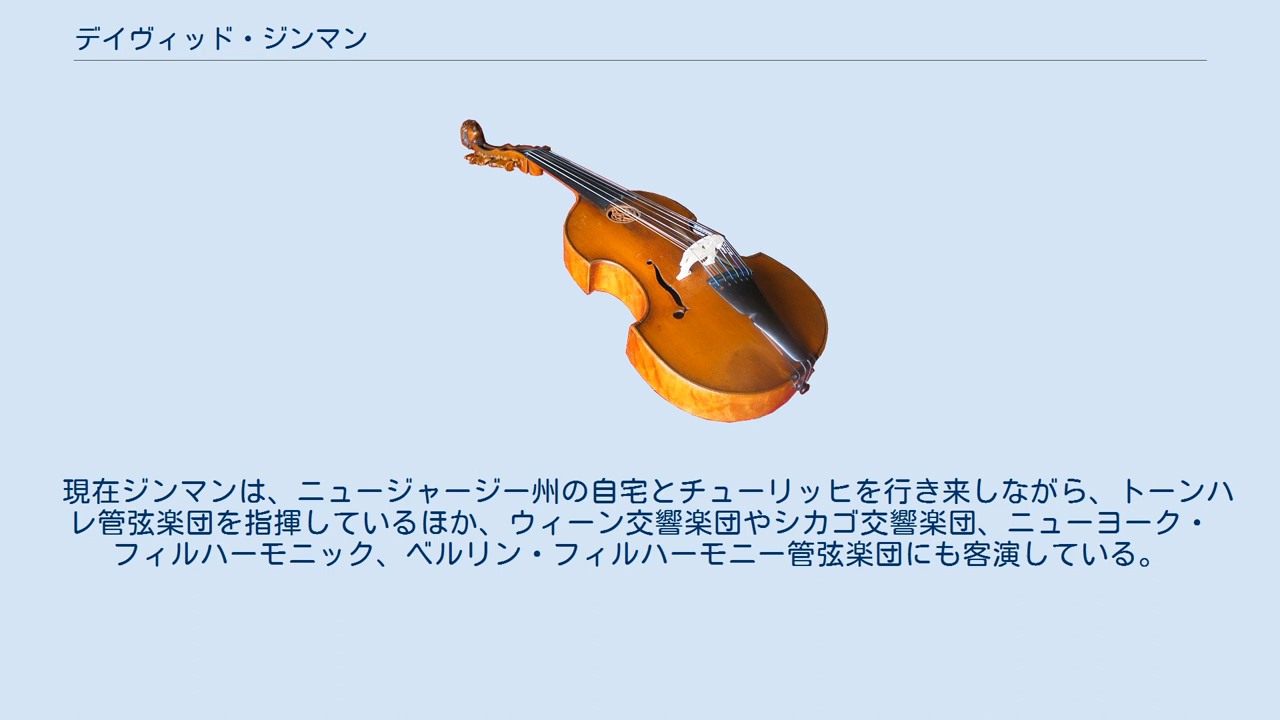 デイヴィッド・ジンマン
現在ジンマンは、ニュージャージー州の自宅とチューリッヒを行き来しながら、トーンハ
レ管弦楽団を指揮しているほか、ウィーン交響楽団やシカゴ交響楽団、ニューヨーク・
フィルハーモニック、ベルリン・フィルハーモニー管弦楽団にも客演している。